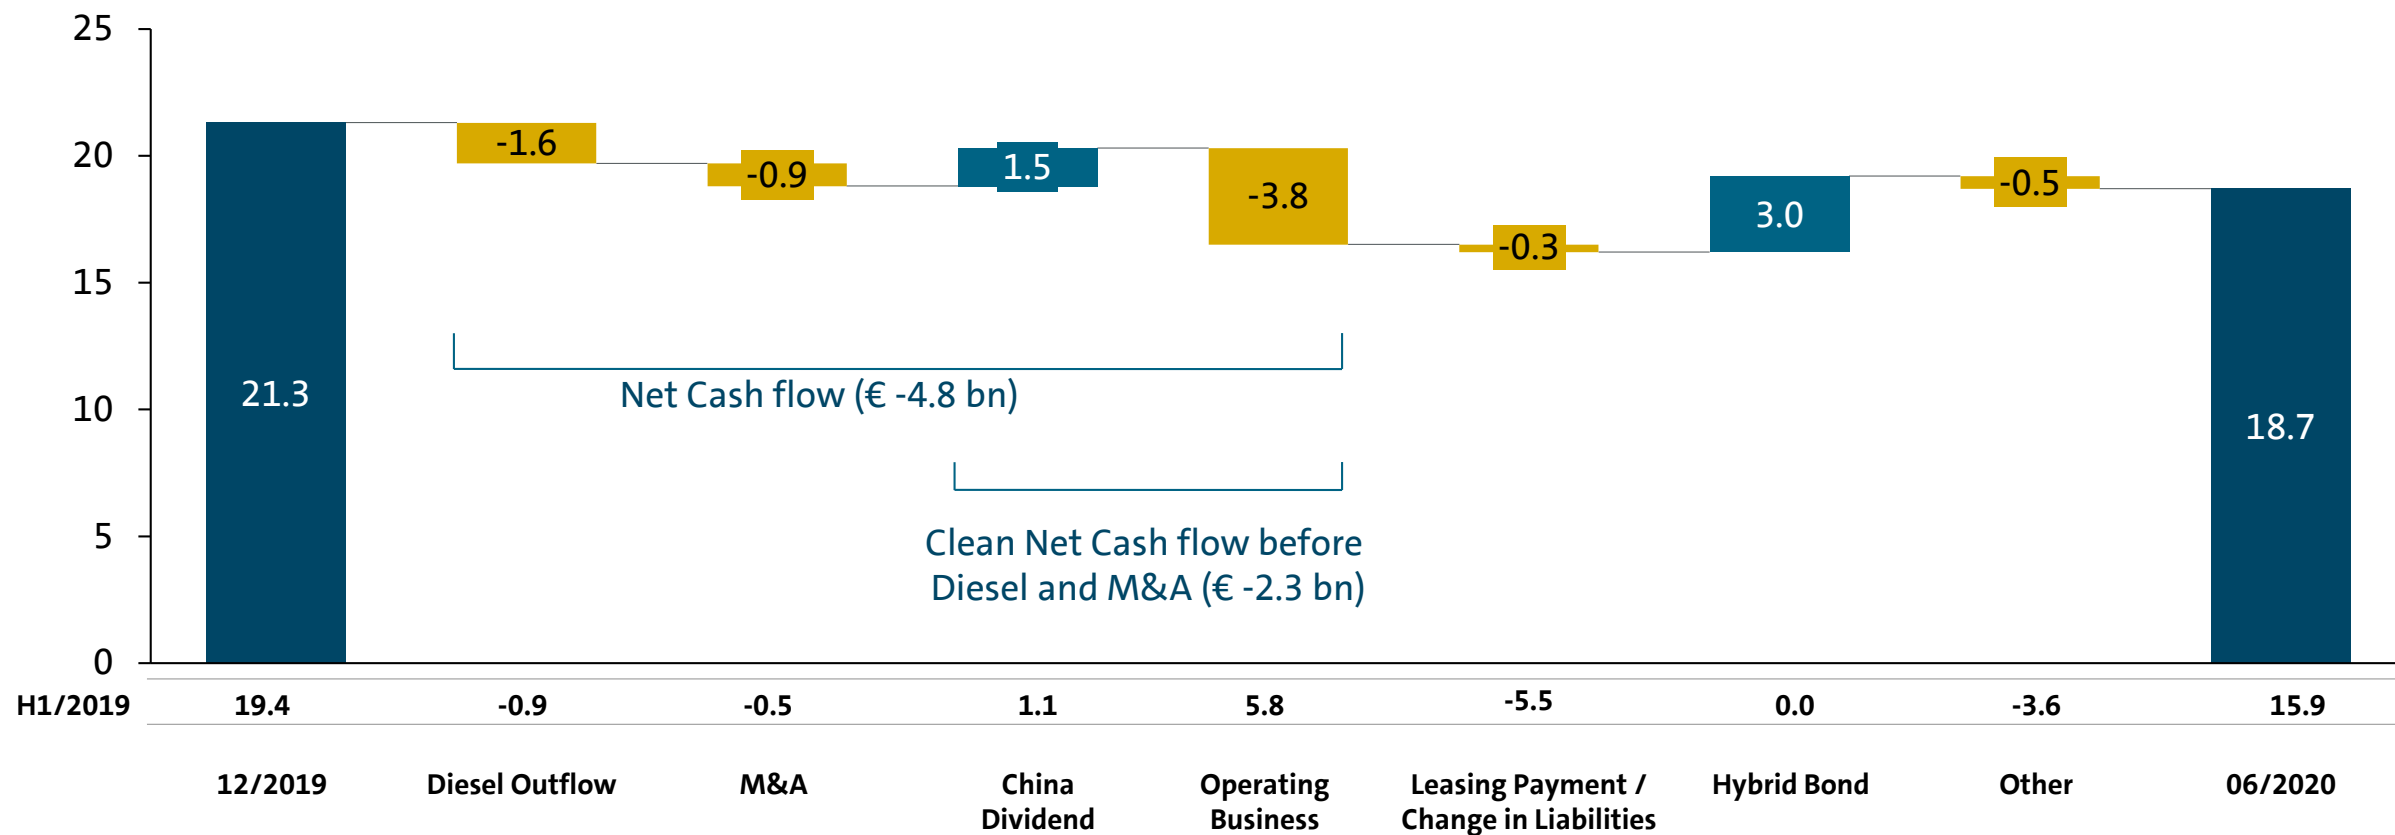 25
20
15
10
5
0
21.3
-1.6
-0.9
1.5
-3.8
-0.3
3.0
-0.5
18.7
Net Cash flow (€ -4.8 bn)
Clean Net Cash flow before
Diesel and M&A (€ -2.3 bn)
H1/2019 19.4 -0.9 -0.5 1.1 5.8 -5.5 0.0 -3.6 15.9
12/2019
Diesel Outflow
M&A
China
Dividend
Operating
Business
Leasing Payment /
Change in Liabilities
Hybrid Bond
Other
06/2020